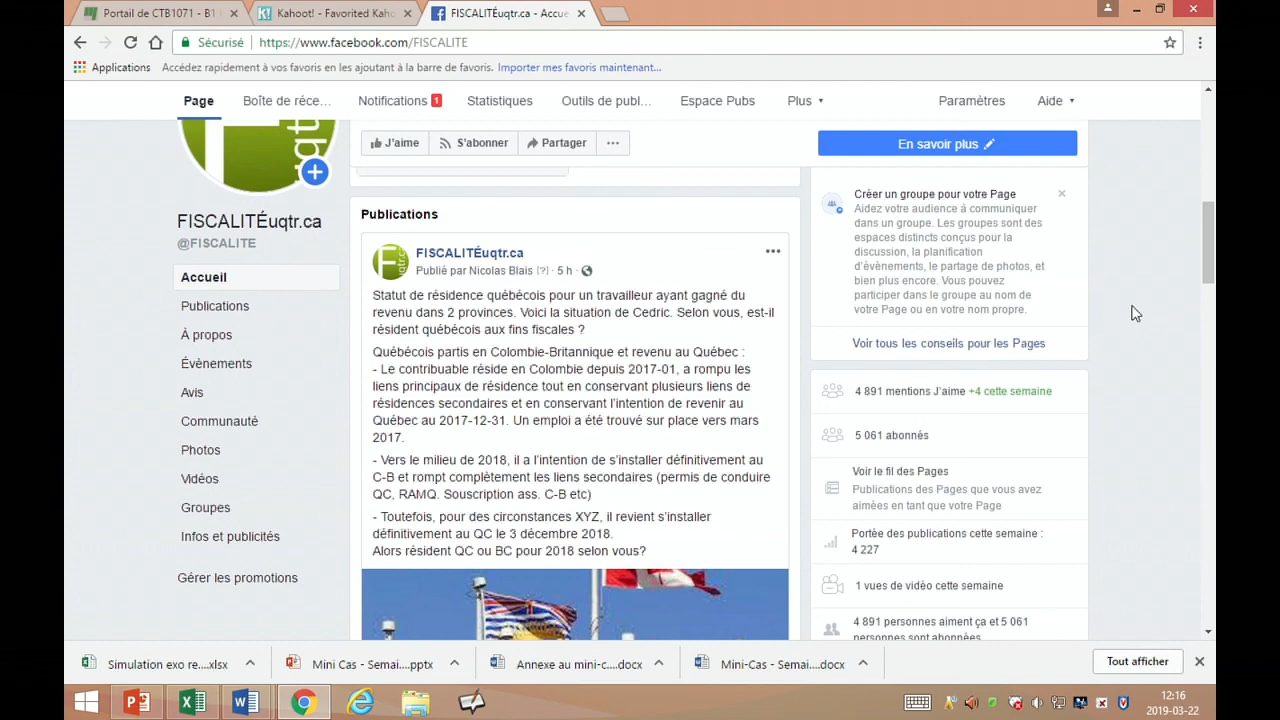 Portail de CTB1071 - B1
Kahoot! - Favorited Kaho
FISCALITÉuqtr.ca - Accue
Sécurisé
https://www.facebook.com/FISCALITE
Applications
Accédez rapidement à vos favoris en les ajoutant à la barre de favoris. Importer mes favoris maintenant...
Page
Boîte de réce...
Notifications 1
Statistiques
Outils de publ...
Espace Pubs
Plus
Paramètres
Aide
J'aime
S'abonner
Partager
En savoir plus
FISCALITÉuqtr.ca
@FISCALITE
Accueil
Publications
À propos
Évènements
Avis
Communauté
Photos
Vidéos
Groupes
Infos et publicités
Gérer les promotions
Publications
FISCALITÉuqtr.ca
Publié par Nicolas Blais [?] · 5 h ·
Statut de résidence québécois pour un travailleur ayant gagné du
revenu dans 2 provinces. Voici la situation de Cedric. Selon vous, est-il
résident québécois aux fins fiscales ?
Québécois partis en Colombie-Britannique et revenu au Québec :
- Le contribuable réside en Colombie depuis 2017-01, a rompu les
liens principaux de résidence tout en conservant plusieurs liens de
résidences secondaires et en conservant l'intention de revenir au
Québec au 2017-12-31. Un emploi a été trouvé sur place vers mars
2017.
- Vers le milieu de 2018, il a l'intention de s'installer définitivement au
C-B et rompt complètement les liens secondaires (permis de conduire
QC, RAMQ. Souscription ass. C-B etc)
- Toutefois, pour des circonstances XYZ, il revient s'installer
définitivement au QC le 3 décembre 2018.
Alors résident QC ou BC pour 2018 selon vous?
Créer un groupe pour votre Page
Aidez votre audience à communiquer
dans un groupe. Les groupes sont des
espaces distincts conçus pour la
discussion, la planification
d'évènements, le partage de photos, et
bien plus encore. Vous pouvez
participer dans le groupe au nom de
votre Page ou en votre nom propre.
Voir tous les conseils pour les Pages
4 891 mentions J'aime +4 cette semaine
5 061 abonnés
Voir le fil des Pages
Publications des Pages que vous avez
aimées en tant que votre Page
Portée des publications cette semaine :
4 227
1 vues de vidéo cette semaine
4 891 personnes aiment ça et 5 061
personnes sont abonnées
Simulation exo re....xlsx
Mini Cas - Semai....pptx
Annexe au mini-c....docx
Mini-Cas - Semai....docx
Tout afficher
12:16
2019-03-22